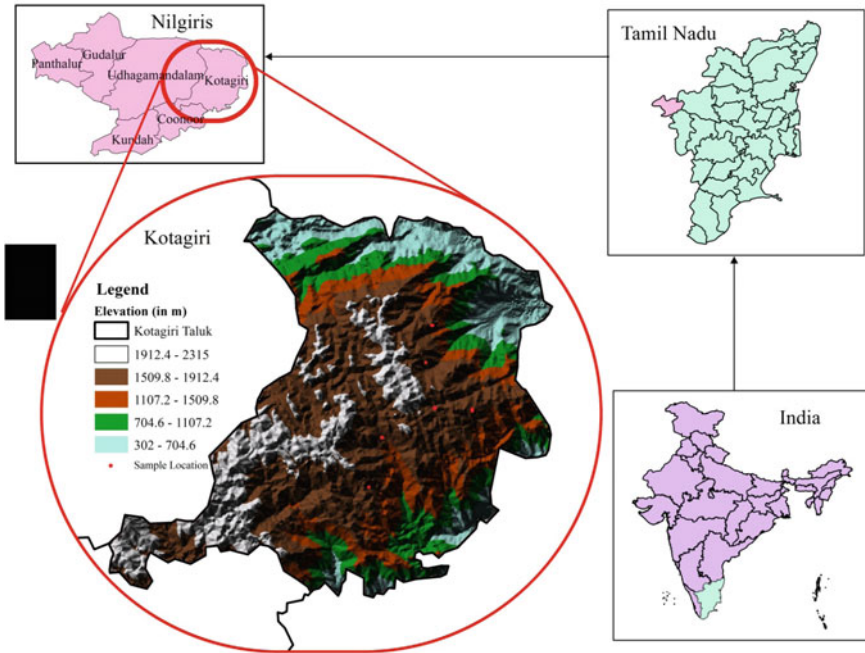 Nilgiris
Gudalur
Panthalur
Udhagamandalam
Kotagiri
Coonoor
Kundah
Tamil Nadu
Kotagiri
Legend
Elevation (in m)
Kotagiri Taluk
1912.4 - 2315
1509.8 - 1912.4
1107.2 - 1509.8
704.6 - 1107.2
302 - 704.6
Sample Location
India